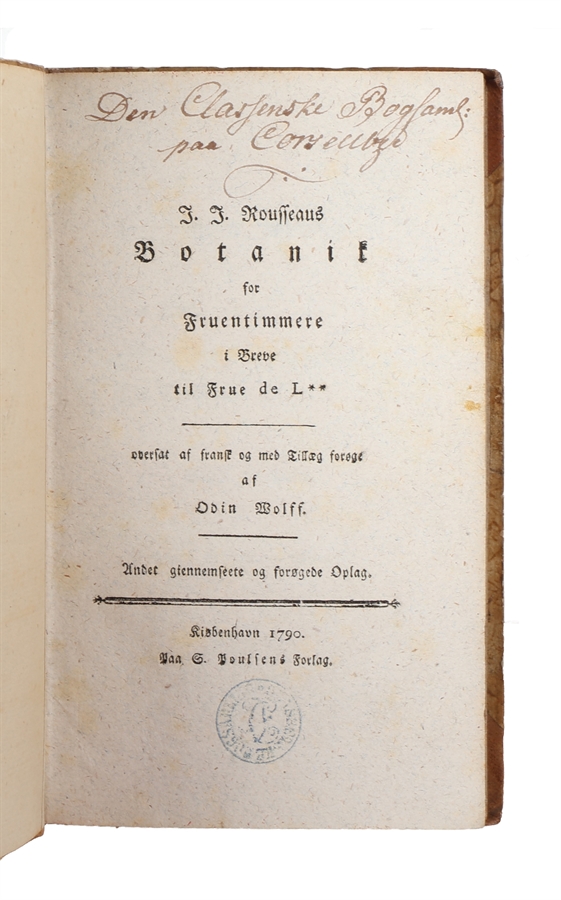 Den Classenske Bogsaml:
paa Corselitze
J. J. Rousseaus
Botanik
for
Fruentimmere
i Breve
til Frue de L**
oversat af fransk og med Tillæg forøgt
af
Odin Wolff.
Andet giennemseete og forøgede Oplag.
Kiøbenhavn 1790.
Paa S. Poulsens Forlag.